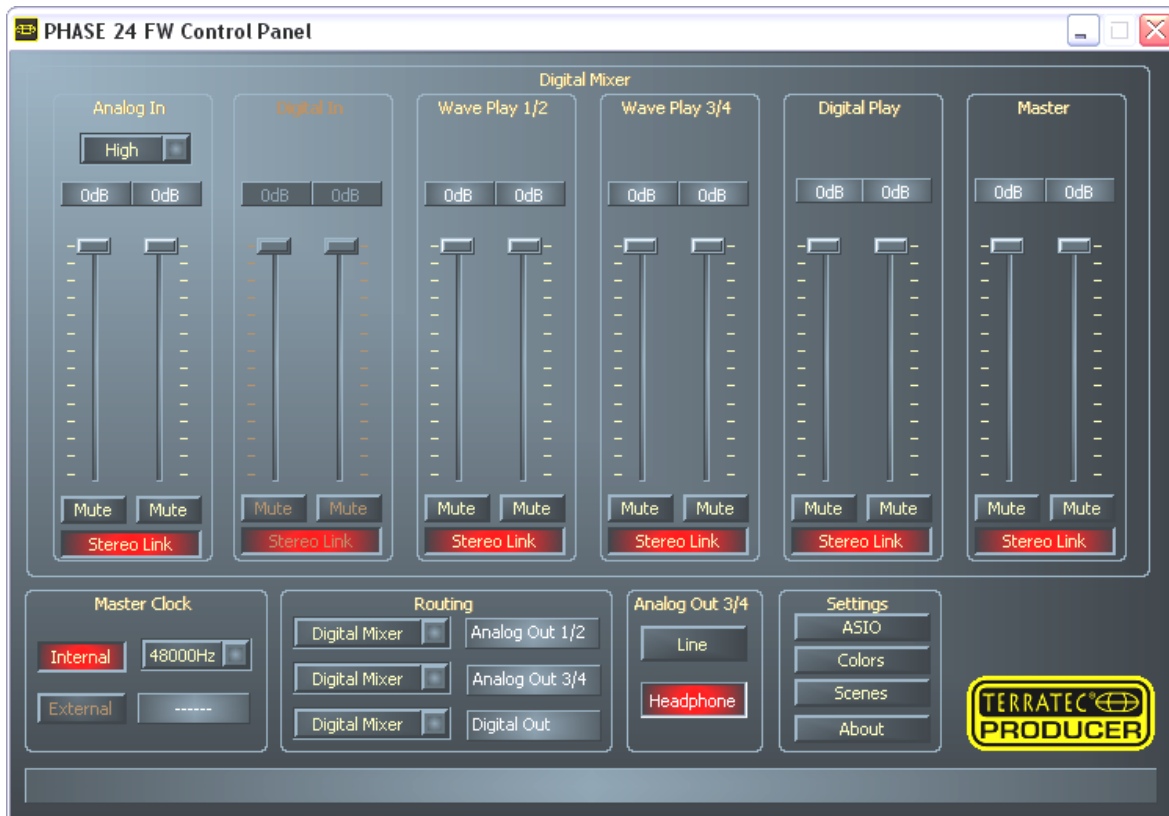 PHASE 24 FW Control Panel
Digital Mixer
Analog In Digital In Wave Play 1/2 Wave Play 3/4 Digital Play Master
High
0dB 0dB 0dB 0dB 0dB 0dB 0dB 0dB 0dB 0dB 0dB 0dB
Mute Mute Mute Mute Mute Mute Mute Mute Mute Mute Mute Mute
Stereo Link Stereo Link Stereo Link Stereo Link Stereo Link Stereo Link
Master Clock
Internal 48000Hz
External ------
Routing
Digital Mixer Analog Out 1/2
Digital Mixer Analog Out 3/4
Digital Mixer Digital Out
Analog Out 3/4
Line
Headphone
Settings
ASIO
Colors
Scenes
About
TERRATEC®
PRODUCER